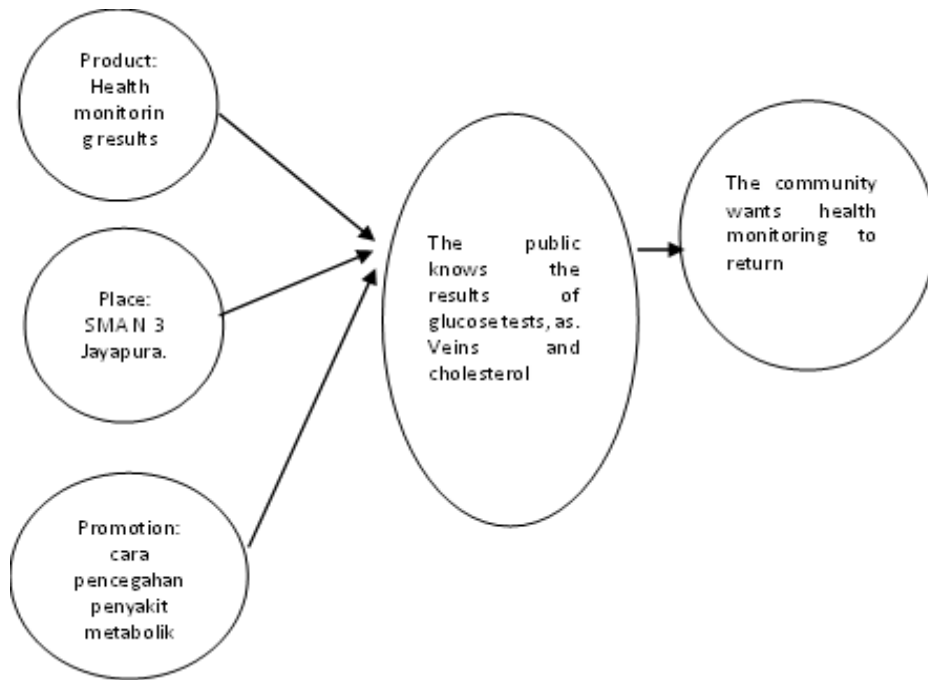 Product:
Health
monitorin
g results
Place:
SMA N 3
Jayapura.
Promotion:
cara
pencegahan
penyakit
metabolik
The public
knows the
results of
glucose tests, as.
Veins and
cholesterol
The community
wants health
monitoring to
return